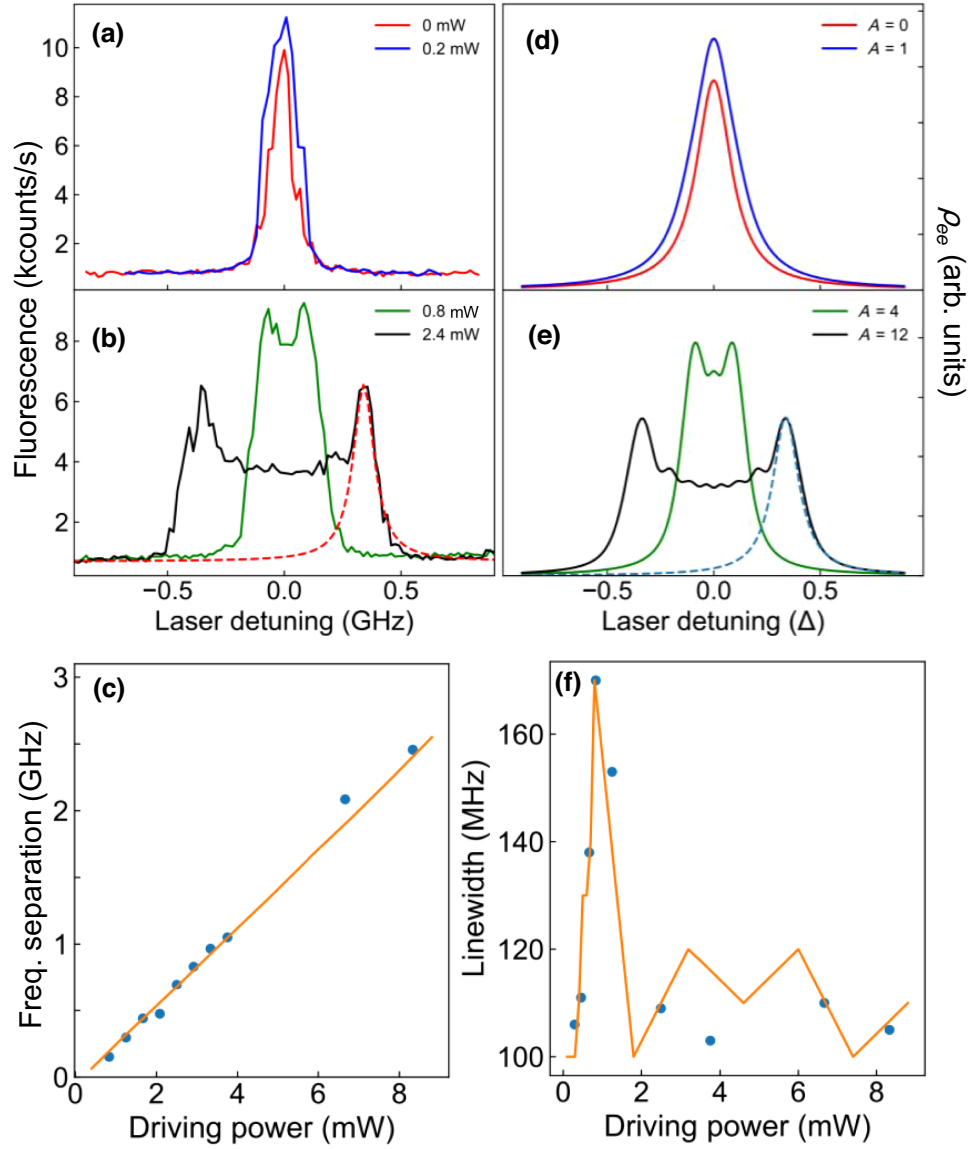 (a)
0 mW
0.2 mW
10
8
6
4
2
Fluorescence (kcounts/s)
(b)
0.8 mW
2.4 mW
8
6
4
2
−0.5
0.0
0.5
Laser detuning (GHz)
(d)
A = 0
A = 1
ρee (arb. units)
(e)
A = 4
A = 12
−0.5
0.0
0.5
Laser detuning (Δ)
(c)
3
2
1
0
Freq. separation (GHz)
0
2
4
6
8
Driving power (mW)
(f)
160
140
120
100
Linewidth (MHz)
0
2
4
6
8
Driving power (mW)